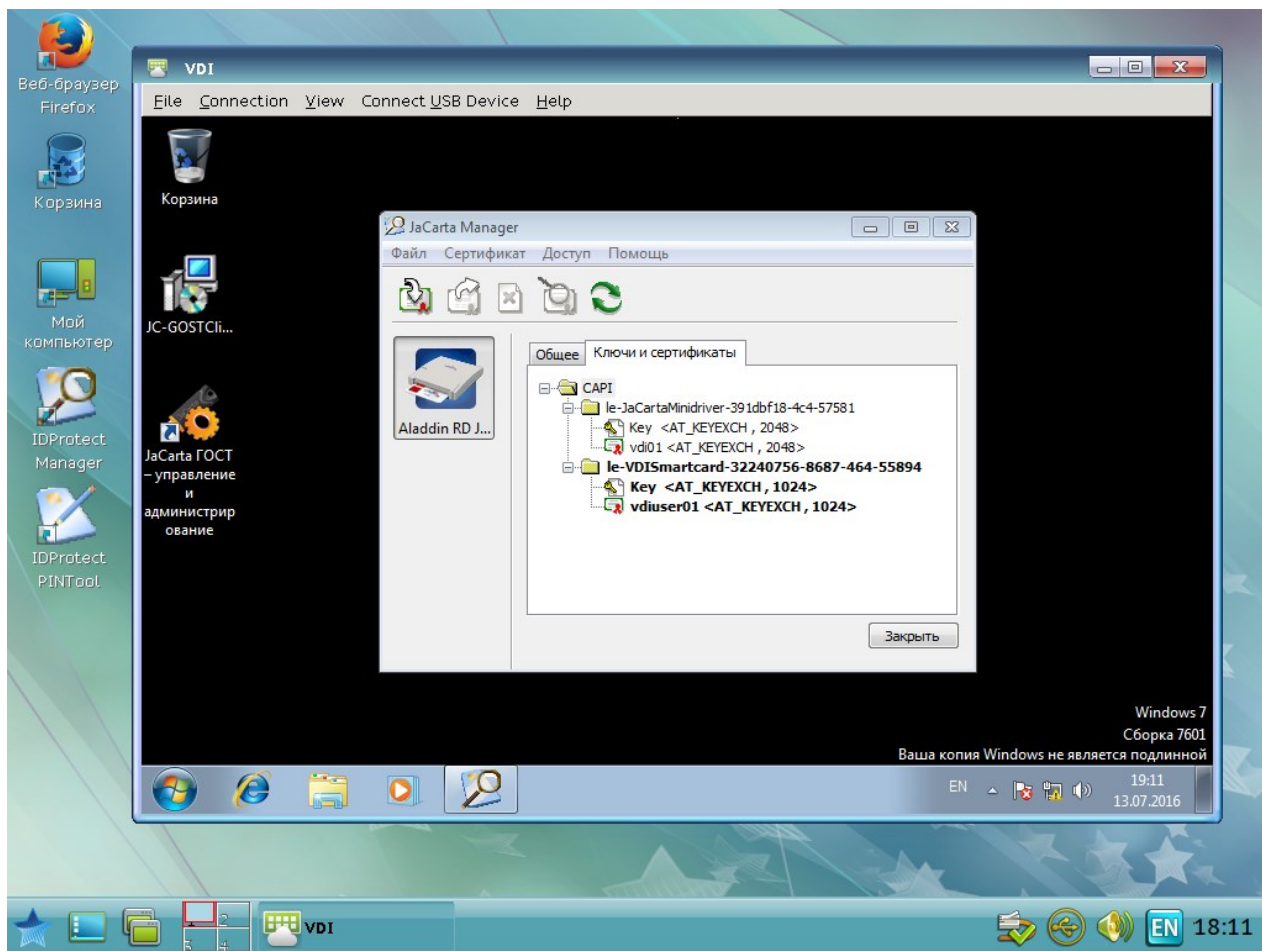 Веб-браузер
Firefox
Корзина
Мой
компьютер
IDProtect
Manager
IDProtect
PINTool
VDI
File Connection View Connect USB Device Help
Корзина
JC-GOSTCli...
JaCarta ГОСТ
– управление
и
администрир
ование
JaCarta Manager
Файл Сертификат Доступ Помощь
Aladdin RD J...
Общее Ключи и сертификаты
CAPI
le-JaCartaMinidriver-391dbf18-4c4-57581
Key <AT_KEYEXCH , 2048>
vdi01 <AT_KEYEXCH , 2048>
le-VDISmartcard-32240756-8687-464-55894
Key <AT_KEYEXCH , 1024>
vdiuser01 <AT_KEYEXCH , 1024>
Закрыть
Windows 7
Сборка 7601
Ваша копия Windows не является подлинной
EN
19:11
13.07.2016
2
3 4
VDI
EN 18:11